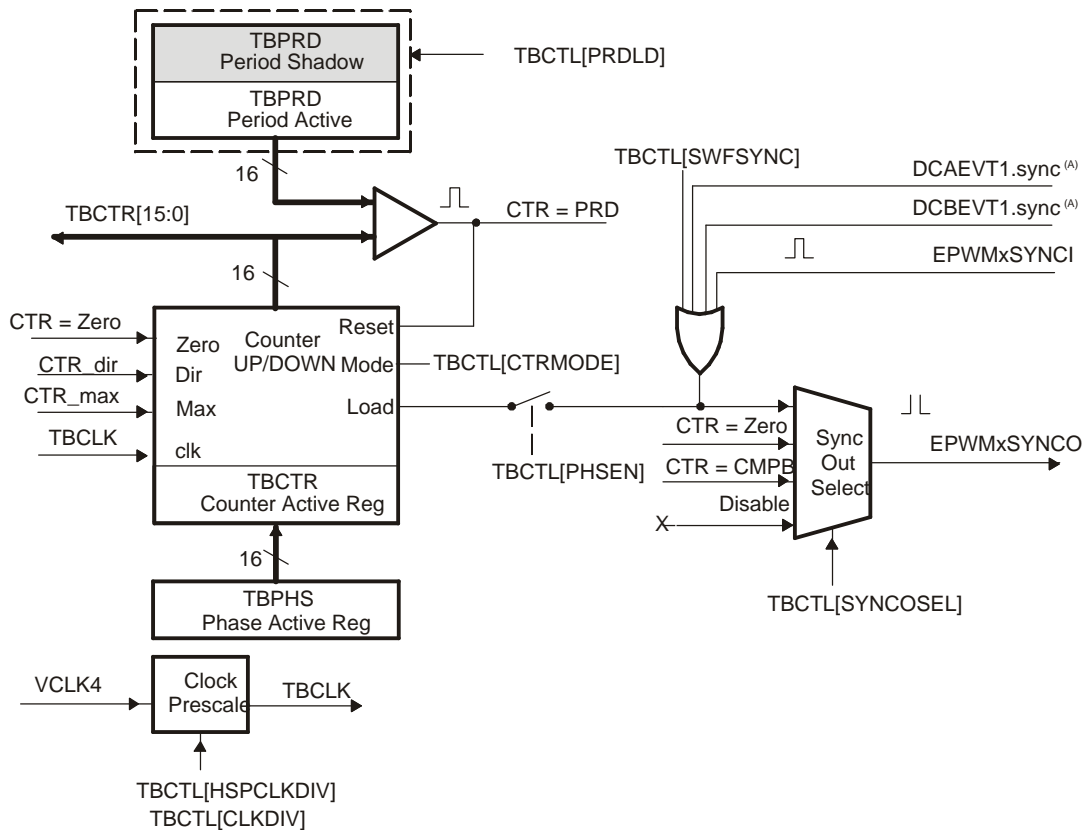 TBPRD
Period Shadow
TBPRD
Period Active
TBCTL[PRDLD]
16
TBCTR[15:0]
CTR = PRD
TBCTL[SWFSYNC]
DCAEVT1.sync (A)
DCBEVT1.sync (A)
EPWMxSYNCI
16
CTR = Zero
CTR_dir
CTR_max
TBCLK
Zero
Dir
Max
clk
Counter
UP/DOWN
Reset
Mode
Load
TBCTL[CTRMODE]
TBCTR
Counter Active Reg
TBCTL[PHSEN]
CTR = Zero
CTR = CMPB
Disable
X
Sync
Out
Select
EPWMxSYNCO
TBCTL[SYNCOSEL]
16
TBPHS
Phase Active Reg
VCLK4
Clock
Prescale
TBCLK
TBCTL[HSPCLKDIV]
TBCTL[CLKDIV]